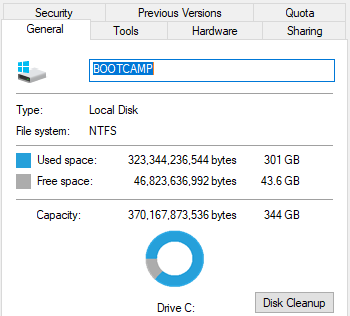 Security Previous Versions Quota
General Tools Hardware Sharing
BOOTCAMP
Type: Local Disk
File system: NTFS
Used space: 323,344,236,544 bytes 301 GB
Free space: 46,823,636,992 bytes 43.6 GB
Capacity: 370,167,873,536 bytes 344 GB
Drive C: Disk Cleanup